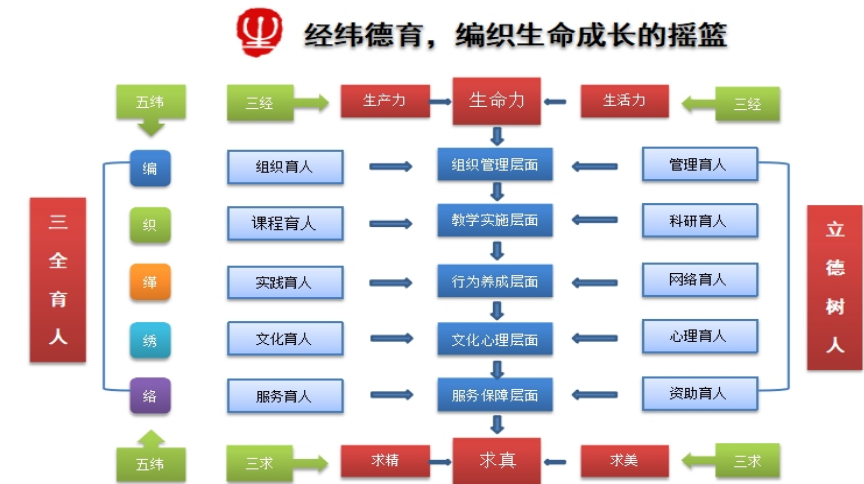 经纬德育，编织生命成长的摇篮
五纬
三经
生产力
生命力
生活力
三经
编
组织育人
组织管理层面
管理育人
织
课程育人
教学实施层面
科研育人
缂
实践育人
行为养成层面
网络育人
绣
文化育人
文化心理层面
心理育人
络
服务育人
服务保障层面
资助育人
三全育人
立德树人
五纬
三求
求精
求真
求美
三求